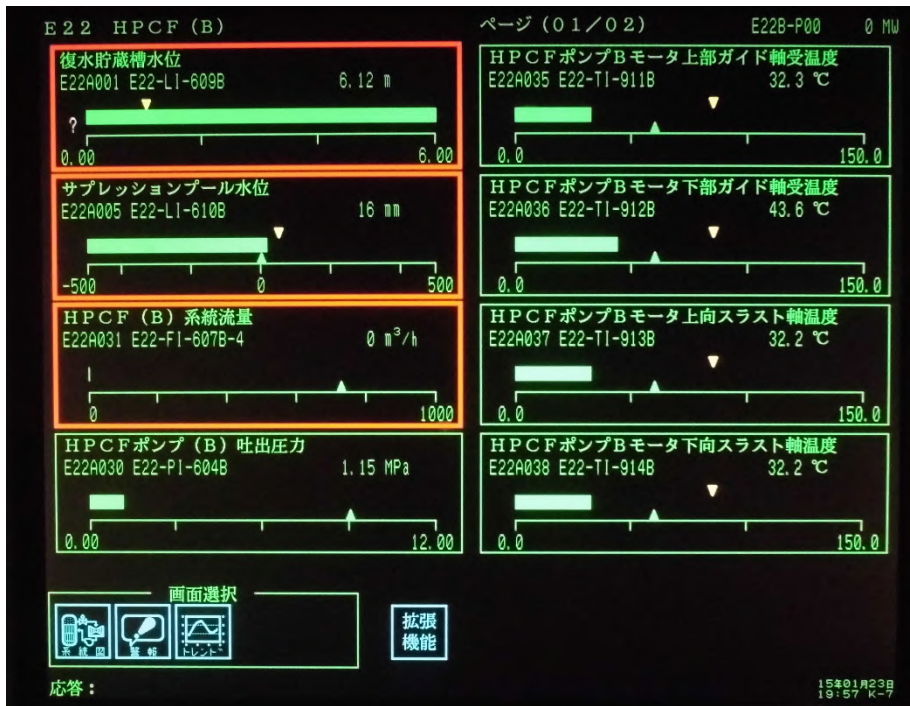 E22 HPCF(B)
ページ(01/02)
E22B-P00 0 MW
復水貯蔵槽水位
E22A001 E22-LI-609B 6.12 m
?
0.00 6.00
サプレッションプール水位
E22A005 E22-LI-610B 16 mm
-500 0 500
HPCF(B)系統流量
E22A031 E22-FI-607B-4 0 m³/h
0 1000
HPCFポンプ(B)吐出圧力
E22A030 E22-PI-604B 1.15 MPa
0.00 12.00
HPCFポンプBモータ上部ガイド軸受温度
E22A035 E22-TI-911B 32.3 ℃
0.0 150.0
HPCFポンプBモータ下部ガイド軸受温度
E22A036 E22-TI-912B 43.6 ℃
0.0 150.0
HPCFポンプBモータ上向スラスト軸温度
E22A037 E22-TI-913B 32.2 ℃
0.0 150.0
HPCFポンプBモータ下向スラスト軸温度
E22A038 E22-TI-914B 32.2 ℃
0.0 150.0
画面選択
系統図
警報
トレンド
拡張
機能
応答:
15年01月23日
19:57 K-7